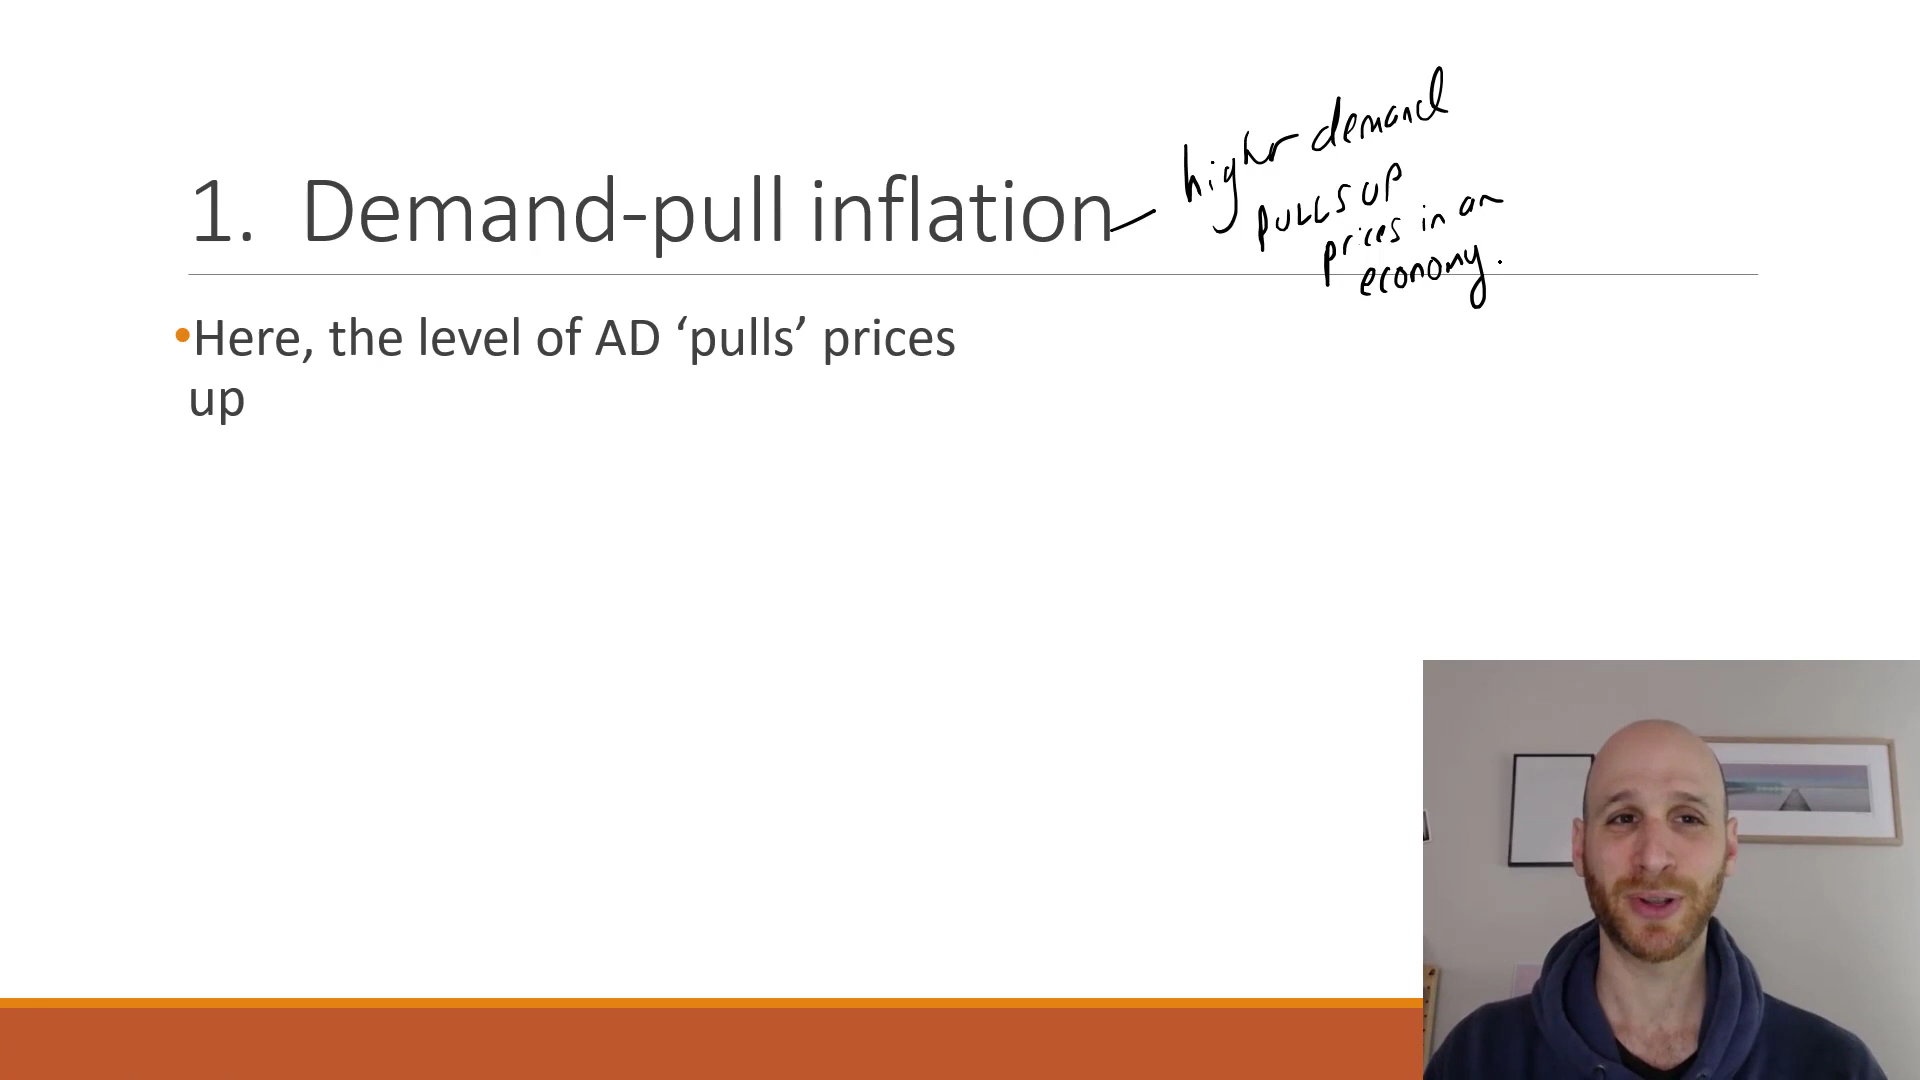 1. Demand-pull inflation
higher demand
PULLS UP
prices in an
economy.
•Here, the level of AD ‘pulls’ prices
up